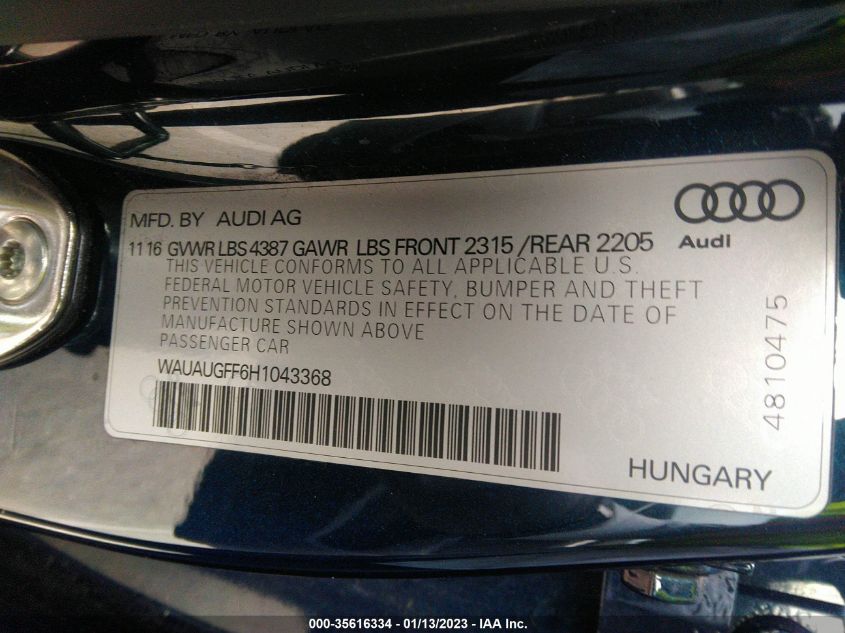 MFD. BY AUDI AG
11 16 GVWR LBS 4387 GAWR LBS FRONT 2315 /REAR 2205
Audi
THIS VEHICLE CONFORMS TO ALL APPLICABLE U.S.
FEDERAL MOTOR VEHICLE SAFETY, BUMPER AND THEFT
PREVENTION STANDARDS IN EFFECT ON THE DATE OF
MANUFACTURE SHOWN ABOVE
PASSENGER CAR
WAUAUGFF6H1043368
4810475
HUNGARY
000-35616334 - 01/13/2023 - IAA Inc.